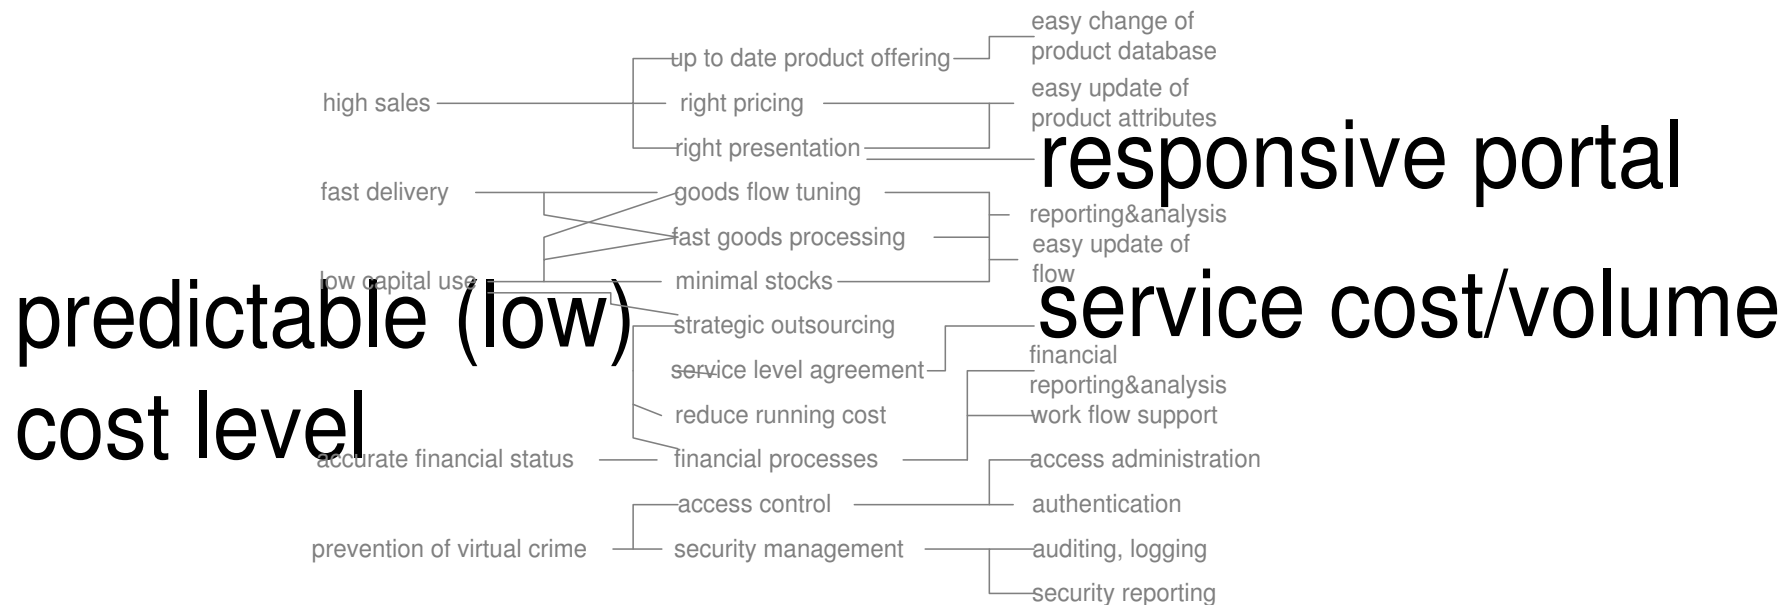 high sales
fast delivery
low capital use
predictable (low)
cost level
accurate financial status
prevention of virtual crime
up to date product offering
right pricing
right presentation
goods flow tuning
fast goods processing
minimal stocks
strategic outsourcing
service level agreement
reduce running cost
financial processes
access control
security management
easy change of
product database
easy update of
product attributes
responsive portal
reporting&analysis
easy update of
flow
service cost/volume
financial
reporting&analysis
work flow support
access administration
authentication
auditing, logging
security reporting